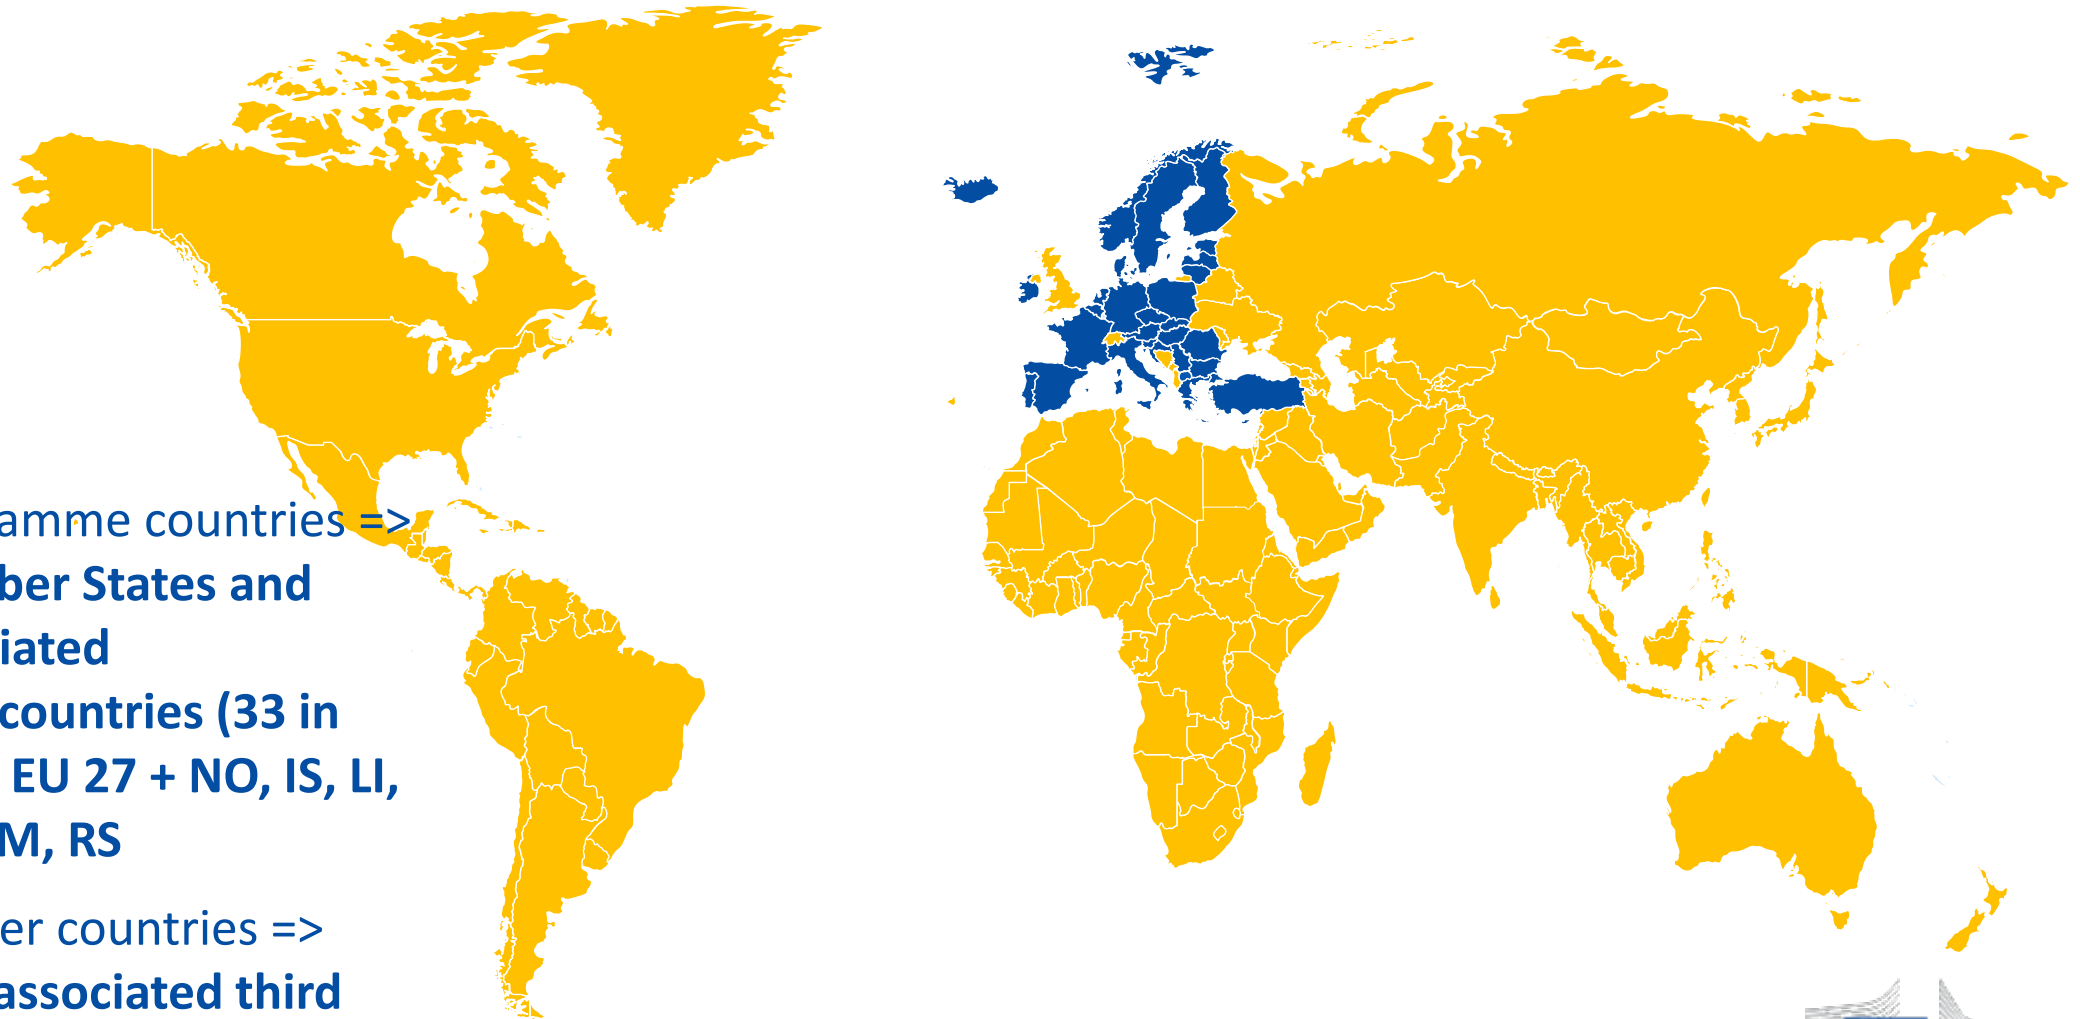 amme countries =>
ber States and
iated
countries (33 in
EU 27 + NO, IS, LI,
M, RS
er countries =>
associated third